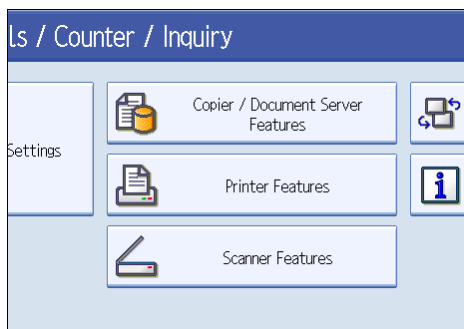 ls / Counter / Inquiry
Copier / Document Server
Features
Settings
Printer Features
Scanner Features